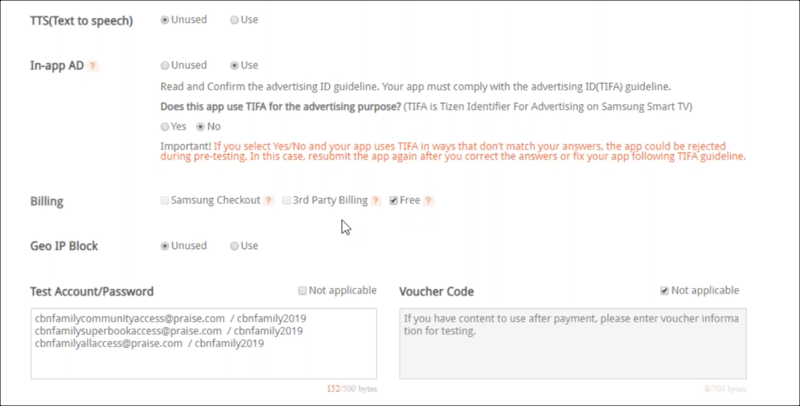 TTS(Text to speech) Unused Use
In-app AD ? Unused Use
Read and Confirm the advertising ID guideline. Your app must comply with the advertising ID(TIFA) guideline.
Does this app use TIFA for the advertising purpose? (TIFA is Tizen Identifier For Advertising on Samsung Smart TV)
Yes No
Important! If you select Yes/No and your app uses TIFA in ways that don't match your answers, the app could be rejected
during pre-testing. In this case, resubmit the app again after you correct the answers or fix your app following TIFA guideline.
Billing Samsung Checkout ? 3rd Party Billing ? Free ?
Geo IP Block Unused Use
Test Account/Password Not applicable
cbnfamilycommunityaccess@praise.com / cbnfamily2019
cbnfamilysuperbookaccess@praise.com / cbnfamily2019
cbnfamilyallaccess@praise.com / cbnfamily2019
152/500 bytes
Voucher Code Not applicable
If you have content to use after payment, please enter voucher informa
tion for testing.
0/500 bytes